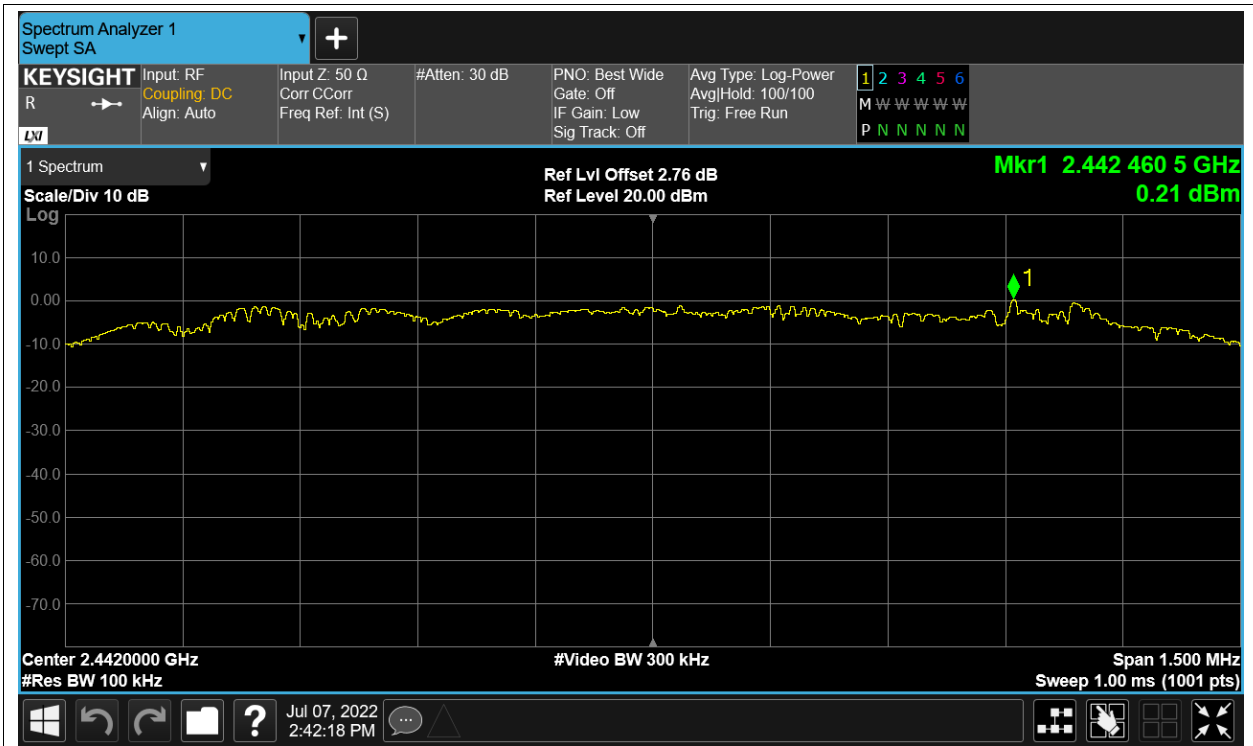 Spectrum Analyzer 1
Swept SA
KEYSIGHT
R
LXI
Input: RF
Coupling: DC
Align: Auto
Input Z: 50 Ω
Corr CCorr
Freq Ref: Int (S)
#Atten: 30 dB
PNO: Best Wide
Gate: Off
IF Gain: Low
Sig Track: Off
Avg Type: Log-Power
Avg|Hold: 100/100
Trig: Free Run
1 2 3 4 5 6
M W W W W W
P N N N N N
1 Spectrum
Scale/Div 10 dB
Log
Ref Lvl Offset 2.76 dB
Ref Level 20.00 dBm
Mkr1 2.442 460 5 GHz
0.21 dBm
10.0
0.00
-10.0
-20.0
-30.0
-40.0
-50.0
-60.0
-70.0
1
Center 2.4420000 GHz
#Res BW 100 kHz
#Video BW 300 kHz
Span 1.500 MHz
Sweep 1.00 ms (1001 pts)
?
Jul 07, 2022
2:42:18 PM